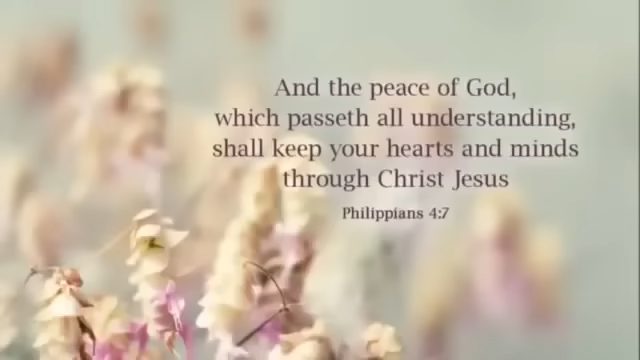 And the peace of God,
which passeth all understanding,
shall keep your hearts and minds
through Christ Jesus
Philippians 4:7